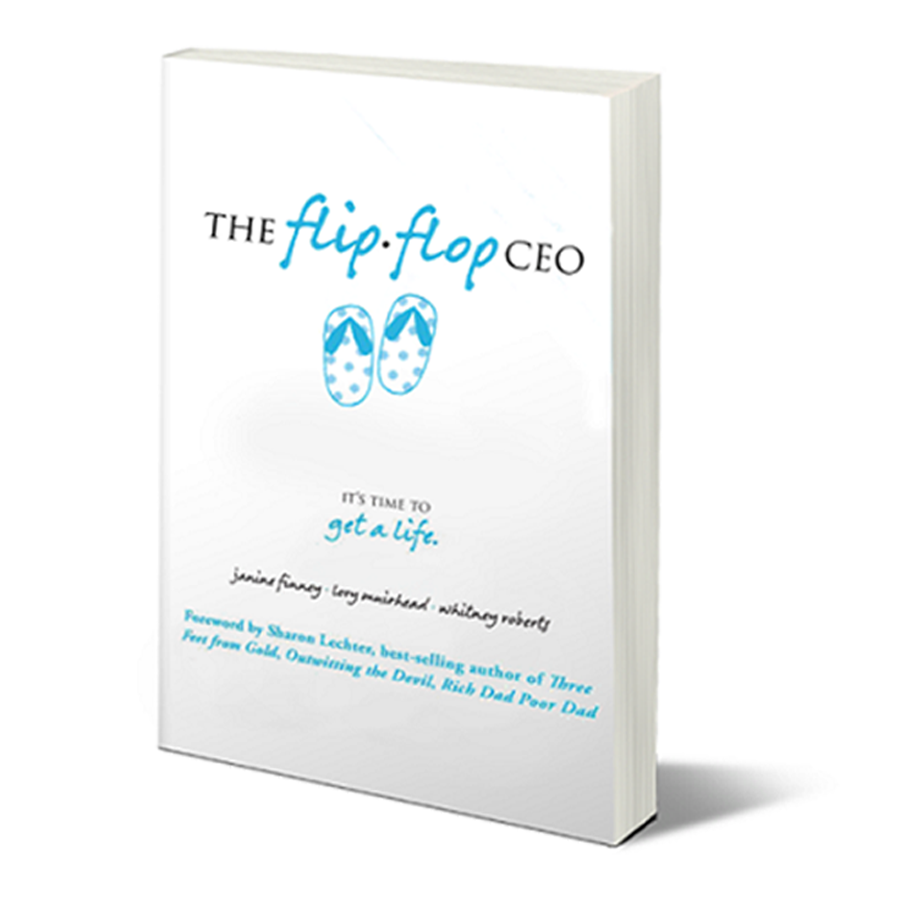 THE flip·flop CEO
IT'S TIME TO
get a life.
janine finney · lory muirhead · whitney roberts
Foreword by Sharon Lechter, best-selling author of Three
Feet from Gold, Outwitting the Devil, Rich Dad Poor Dad